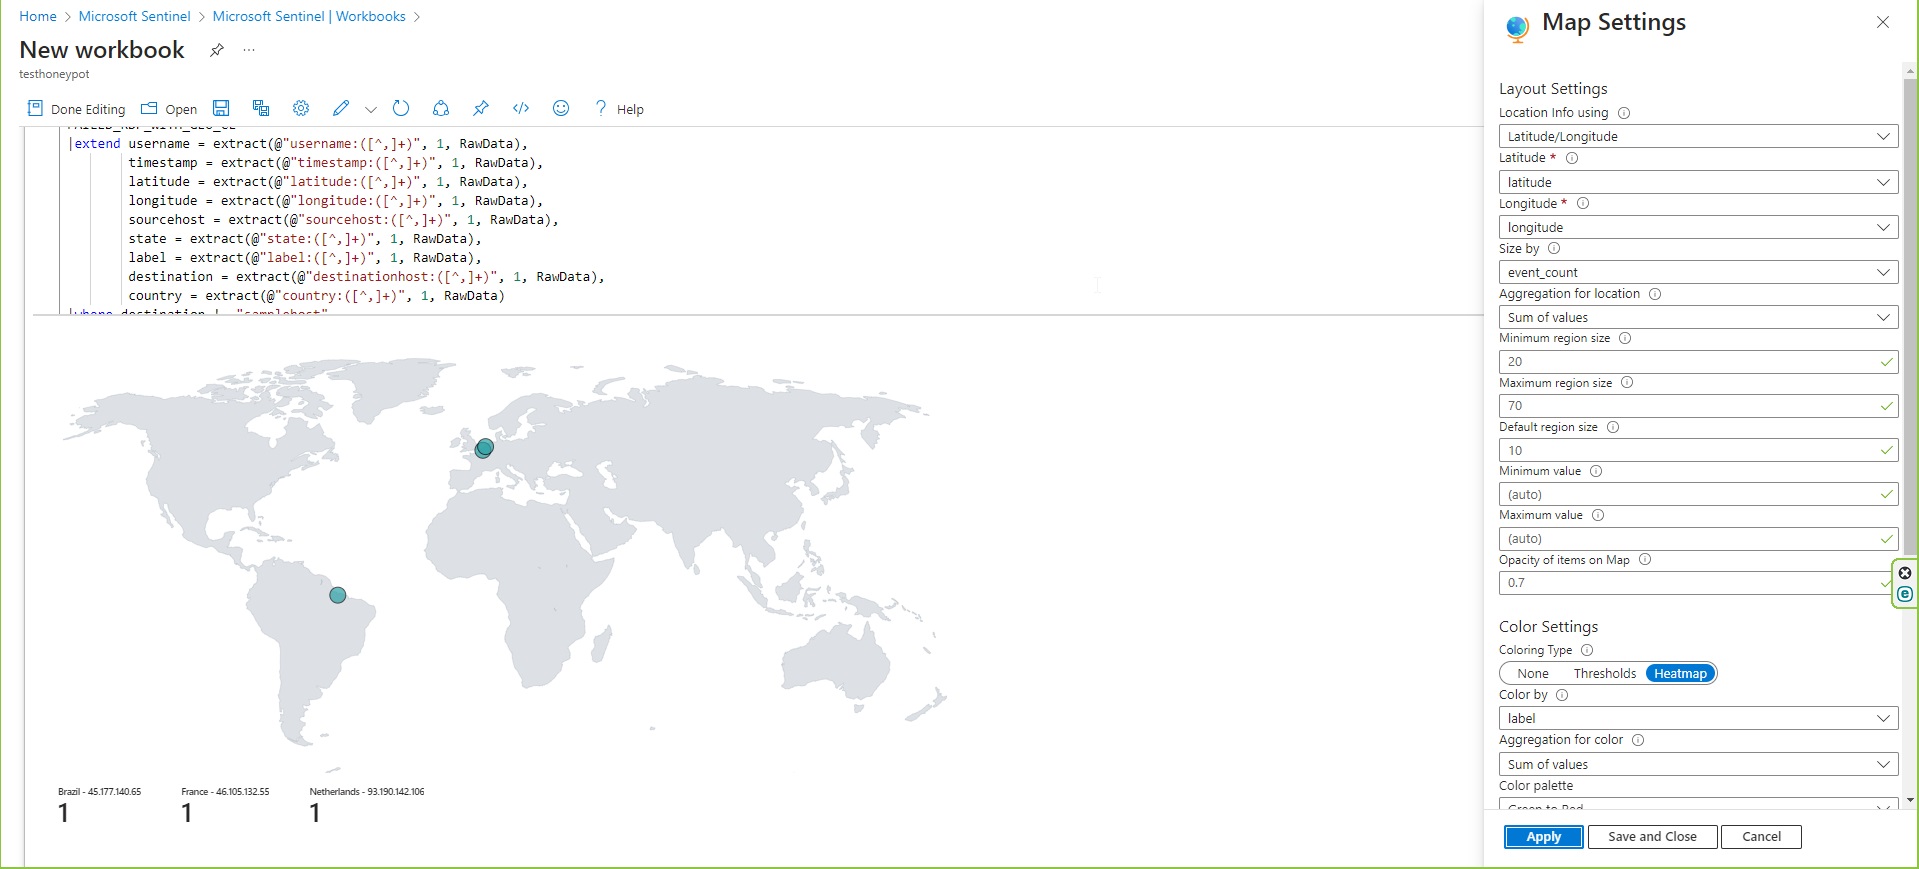 Home > Microsoft Sentinel > Microsoft Sentinel | Workbooks >
New workbook
testhoneypot
Done Editing Open Help
|extend username = extract(@"username:([^,]+)", 1, RawData),
timestamp = extract(@"timestamp:([^,]+)", 1, RawData),
latitude = extract(@"latitude:([^,]+)", 1, RawData),
longitude = extract(@"longitude:([^,]+)", 1, RawData),
sourcehost = extract(@"sourcehost:([^,]+)", 1, RawData),
state = extract(@"state:([^,]+)", 1, RawData),
label = extract(@"label:([^,]+)", 1, RawData),
destination = extract(@"destinationhost:([^,]+)", 1, RawData),
country = extract(@"country:([^,]+)", 1, RawData)
Brazil - 45.177.140.65
1
France - 46.105.132.55
1
Netherlands - 93.190.142.106
1
Map Settings
Layout Settings
Location Info using
Latitude/Longitude
Latitude *
latitude
Longitude *
longitude
Size by
event_count
Aggregation for location
Sum of values
Minimum region size
20
Maximum region size
70
Default region size
10
Minimum value
(auto)
Maximum value
(auto)
Opacity of items on Map
0.7
Color Settings
Coloring Type
None Thresholds Heatmap
Color by
label
Aggregation for color
Sum of values
Color palette
Green to Red
Apply Save and Close Cancel